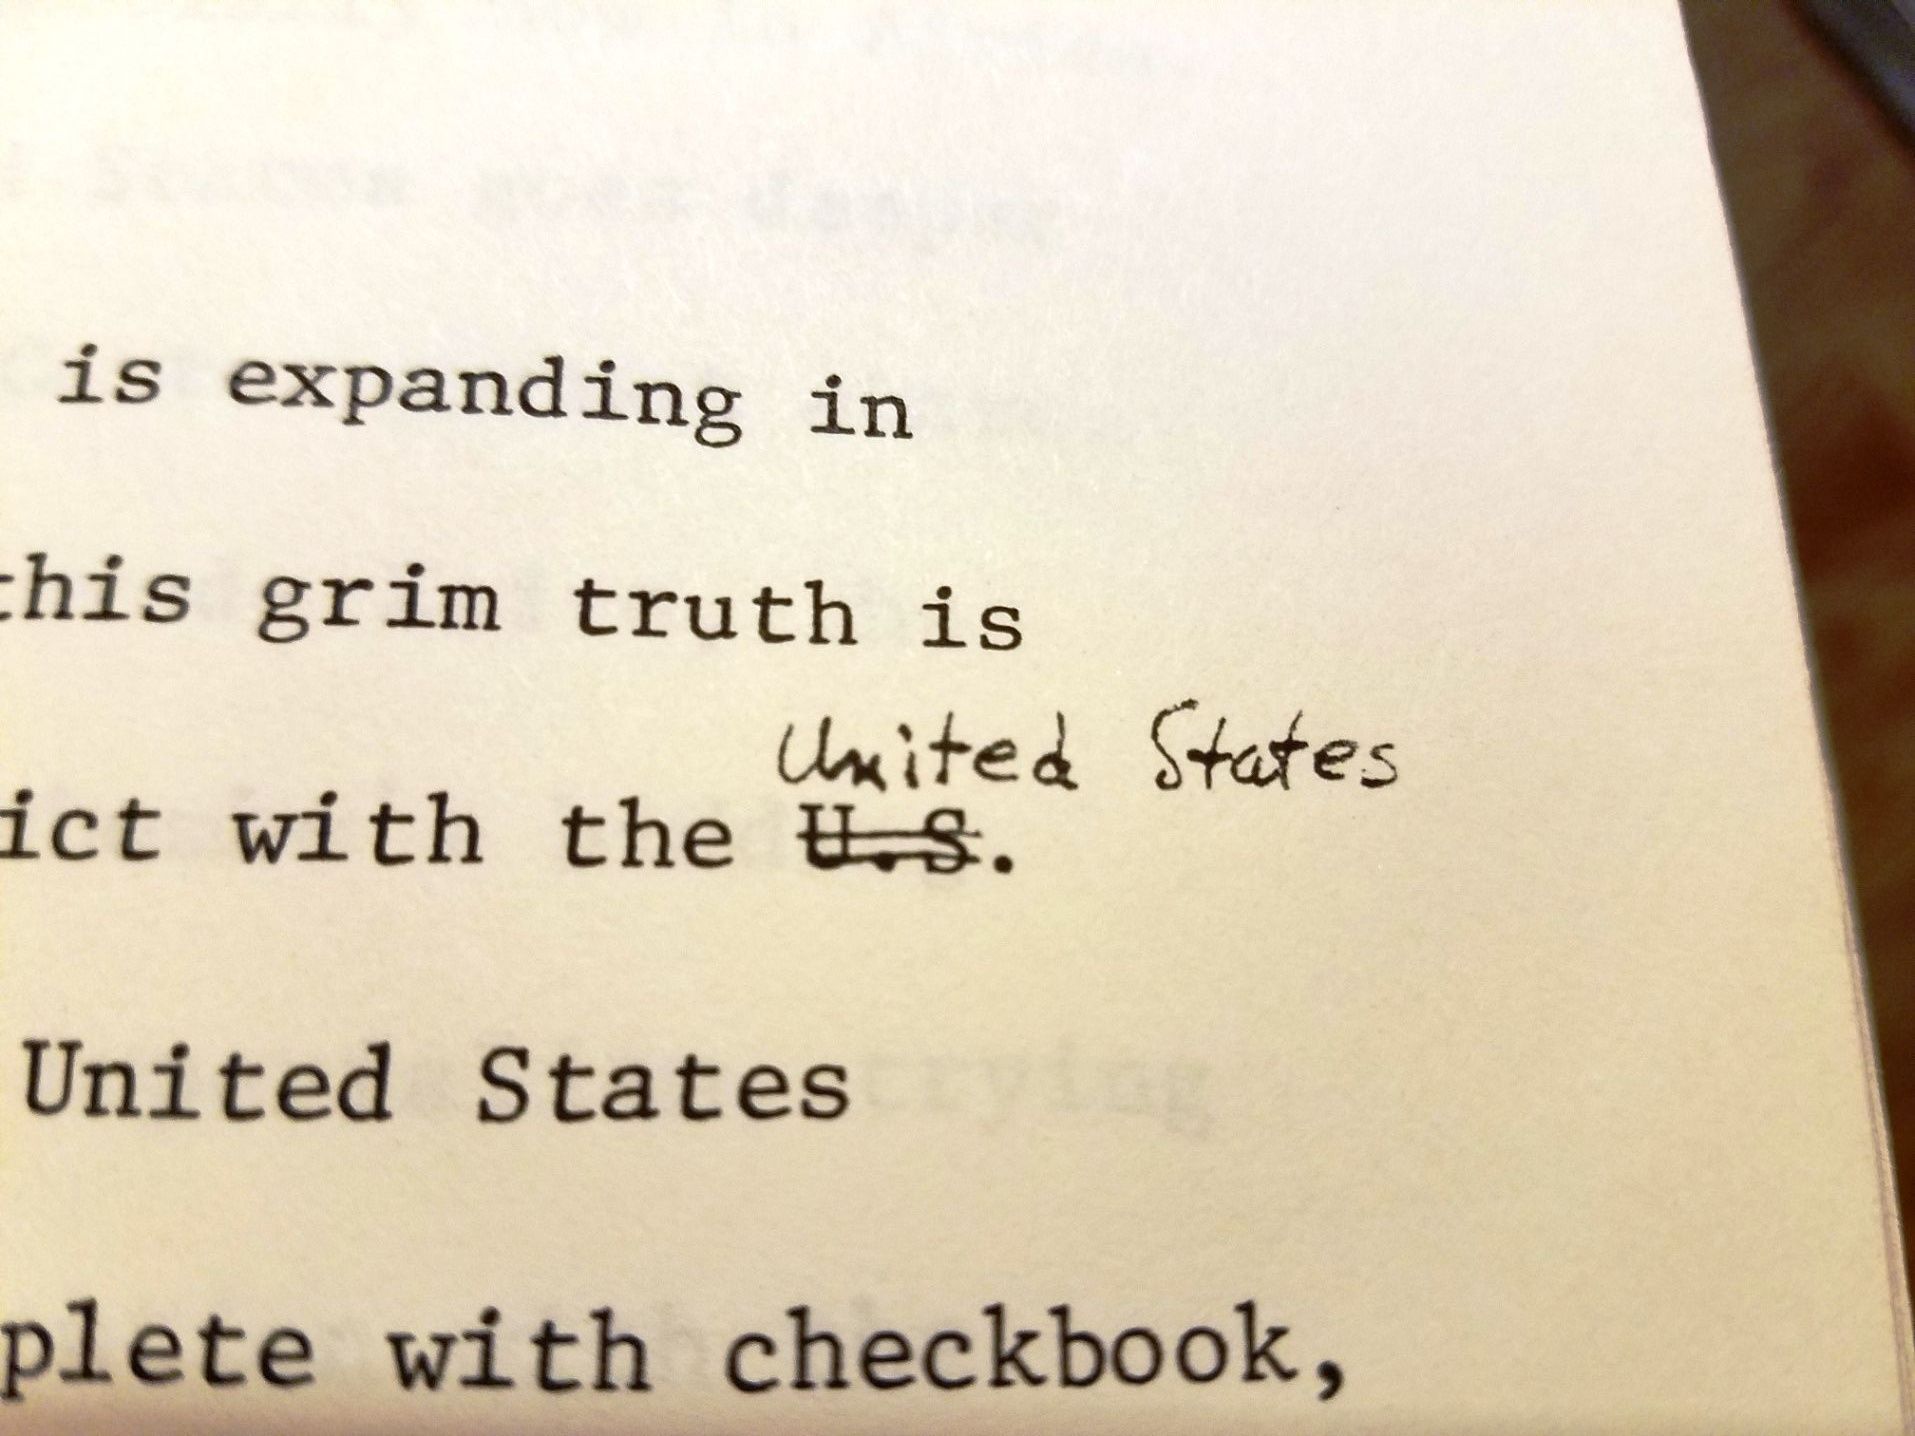 is expanding in
this grim truth is
United States
ict with the U.S.
United States
plete with checkbook,